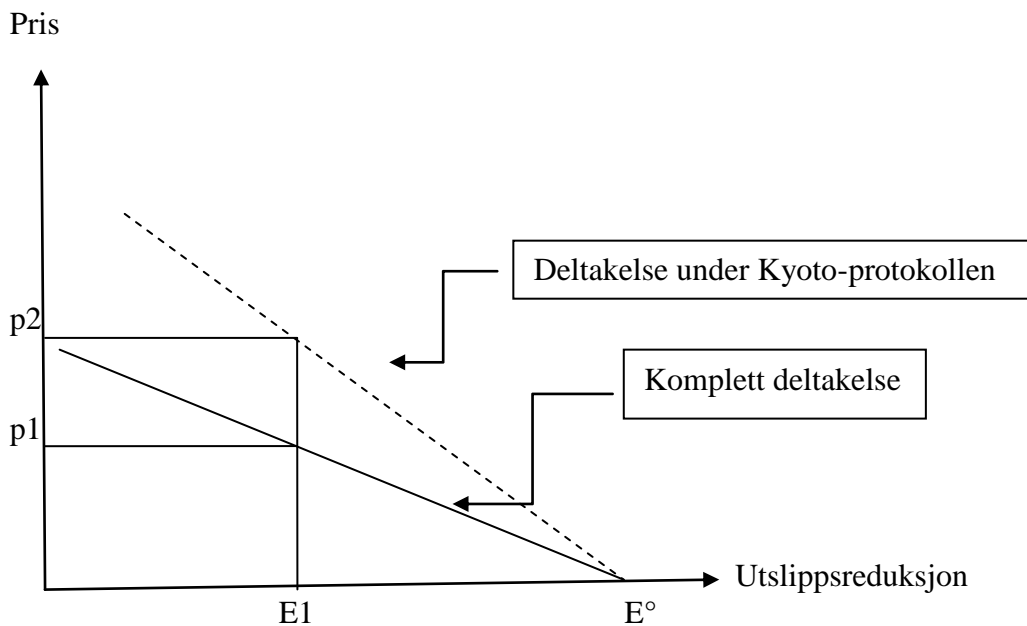 Pris
Deltakelse under Kyoto-protokollen
p2
Komplett deltakelse
p1
Utslippsreduksjon
E1
E°